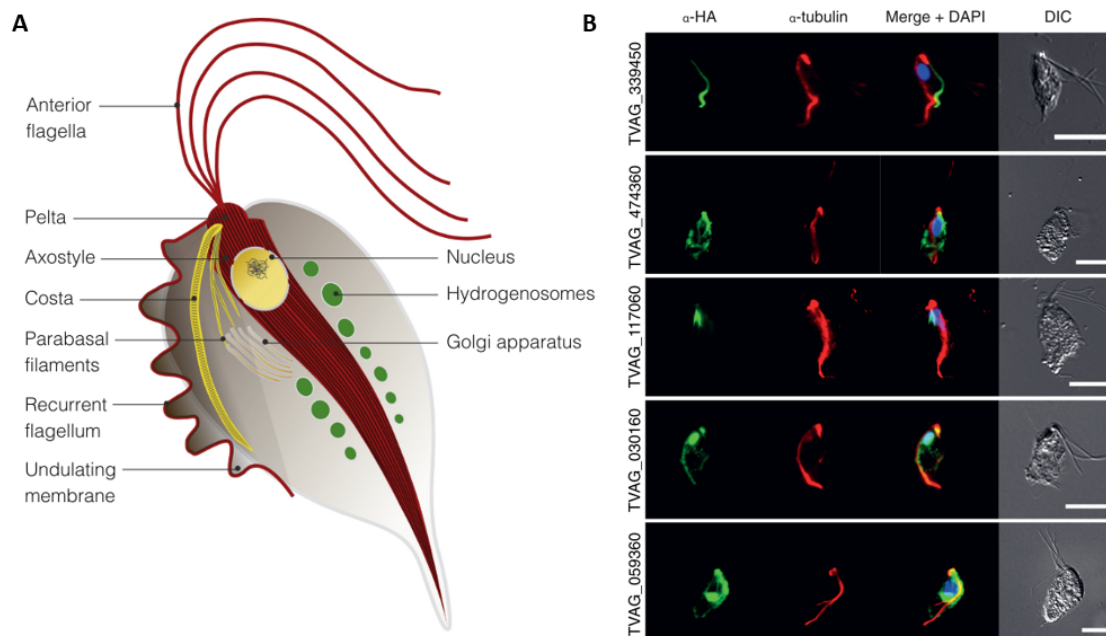 A
Anterior
flagella
Pelta
Axostyle
Costa
Parabasal
filaments
Recurrent
flagellum
Undulating
membrane
Nucleus
Hydrogenosomes
Golgi apparatus
B
α-HA
α-tubulin
Merge + DAPI
DIC
TVAG_339450
TVAG_474360
TVAG_117060
TVAG_030160
TVAG_059360